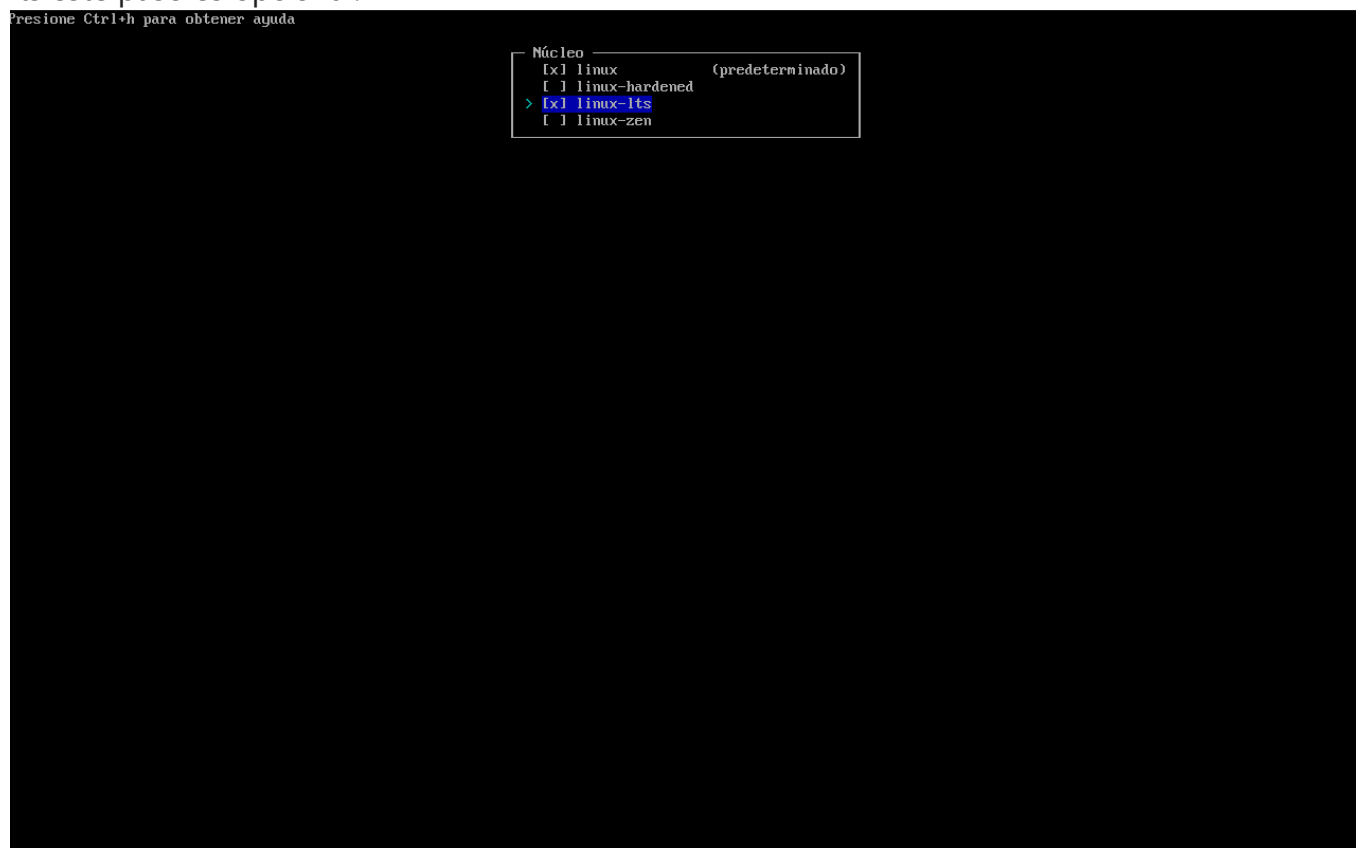 Presione Ctrl+h para obtener ayuda
Núcleo
[x] linux (predeterminado)
[ ] linux-hardened
> [x] linux-lts
[ ] linux-zen